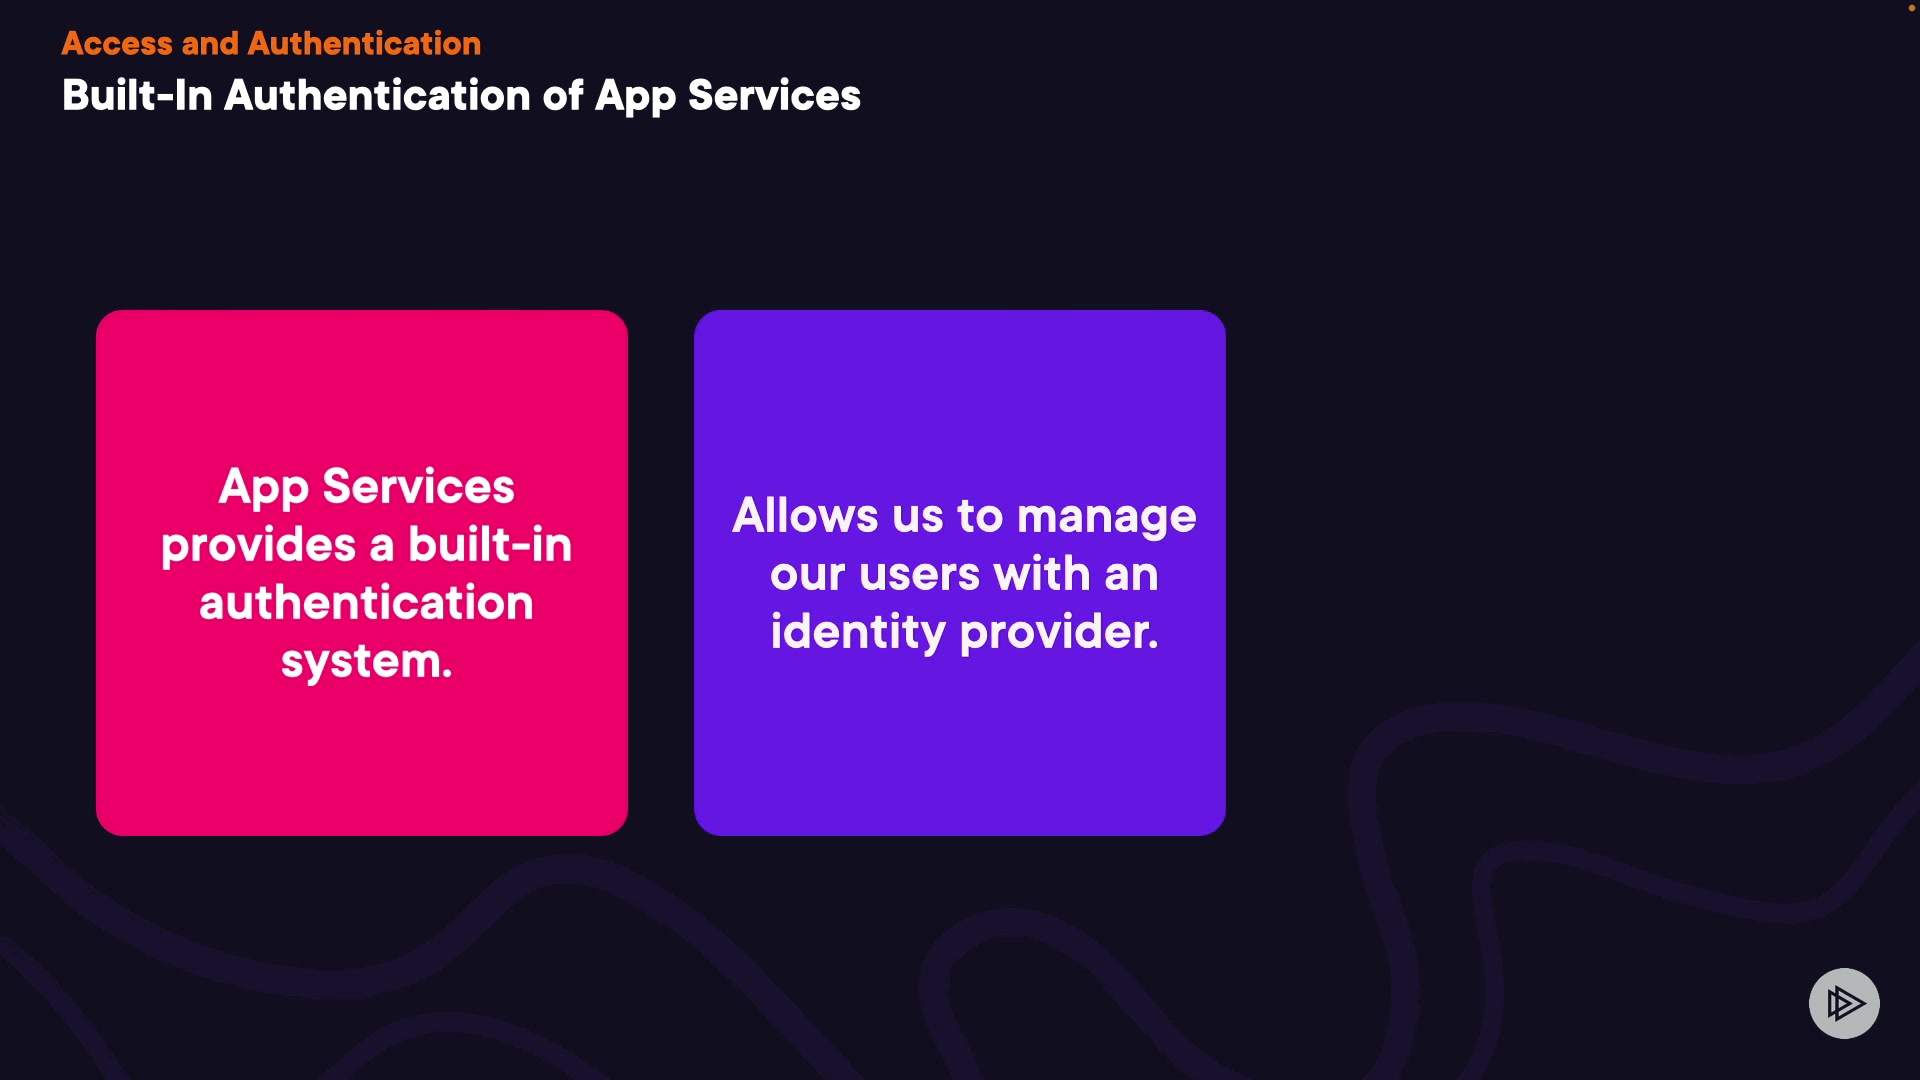 Access and Authentication
Built-In Authentication of App Services
App Services
provides a built-in
authentication
system.
Allows us to manage
our users with an
identity provider.